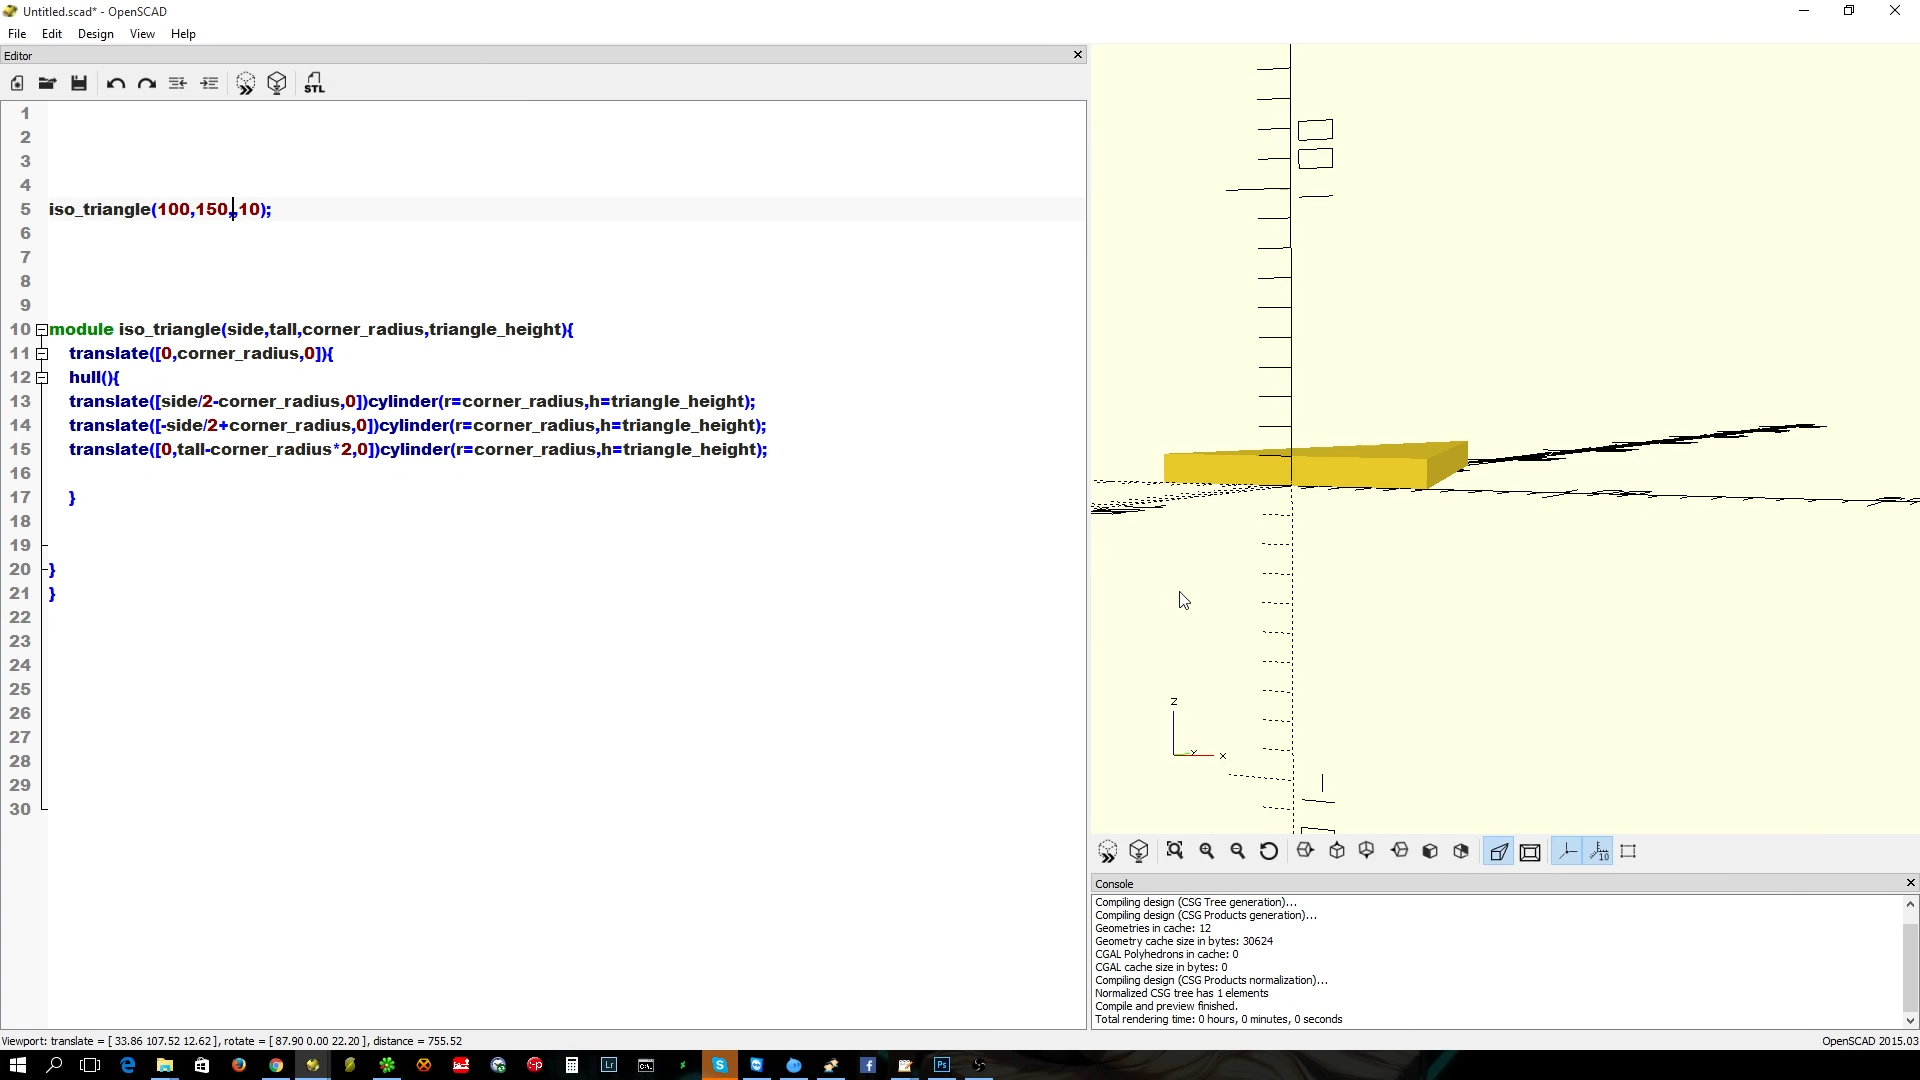 Untitled.scad* - OpenSCAD
File Edit Design View Help
Editor
STL
1
2
3
4
5 iso_triangle(100,150,,10);
6
7
8
9
10 module iso_triangle(side,tall,corner_radius,triangle_height){
11 translate([0,corner_radius,0]){
12 hull(){
13 translate([side/2-corner_radius,0])cylinder(r=corner_radius,h=triangle_height);
14 translate([-side/2+corner_radius,0])cylinder(r=corner_radius,h=triangle_height);
15 translate([0,tall-corner_radius*2,0])cylinder(r=corner_radius,h=triangle_height);
16
17 }
18
19
20 }
21 }
22
23
24
25
26
27
28
29
30
Z
Y X
10
Console
Compiling design (CSG Tree generation)...
Compiling design (CSG Products generation)...
Geometries in cache: 12
Geometry cache size in bytes: 30624
CGAL Polyhedrons in cache: 0
CGAL cache size in bytes: 0
Compiling design (CSG Products normalization)...
Normalized CSG tree has 1 elements
Compile and preview finished.
Total rendering time: 0 hours, 0 minutes, 0 seconds
Viewport: translate = [ 33.86 107.52 12.62 ], rotate = [ 87.90 0.00 22.20 ], distance = 755.52
OpenSCAD 2015.03
Lr
Ps